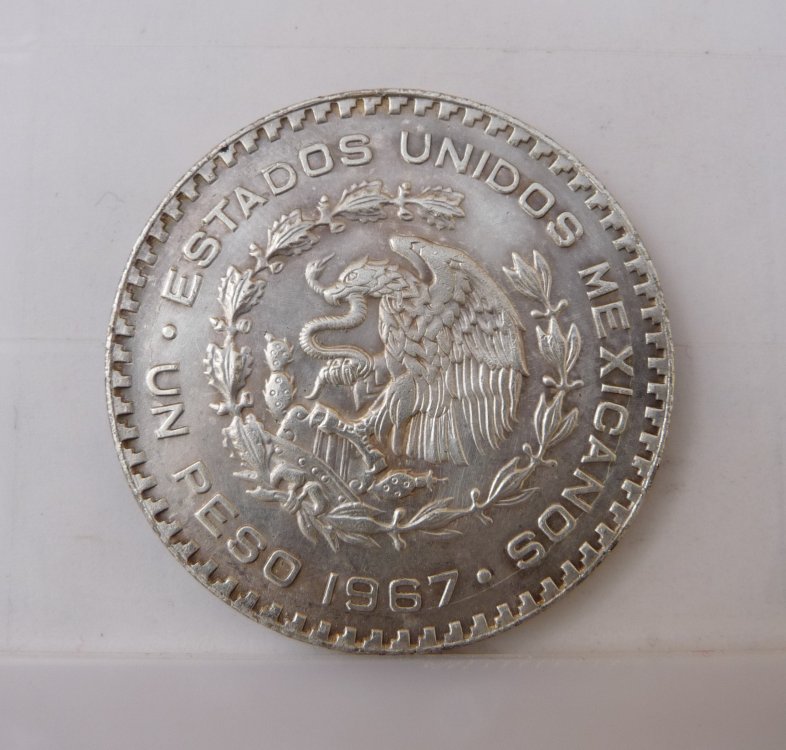 ESTADOS UNIDOS MEXICANOS
· UN PESO 1967 ·